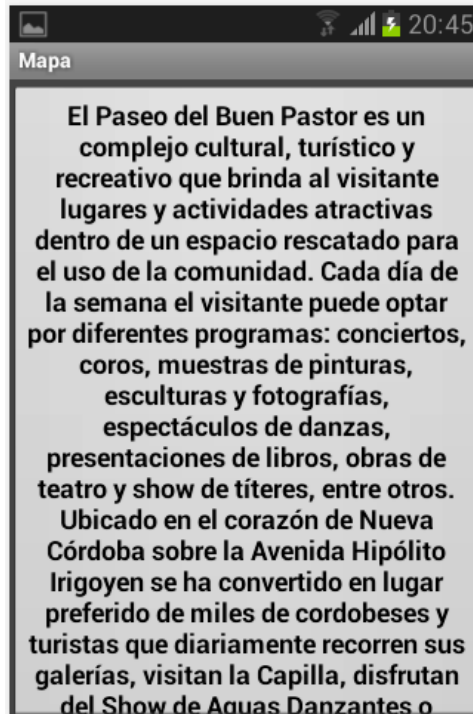 20:45
Mapa
El Paseo del Buen Pastor es un
complejo cultural, turístico y
recreativo que brinda al visitante
lugares y actividades atractivas
dentro de un espacio rescatado para
el uso de la comunidad. Cada día de
la semana el visitante puede optar
por diferentes programas: conciertos,
coros, muestras de pinturas,
esculturas y fotografías,
espectáculos de danzas,
presentaciones de libros, obras de
teatro y show de títeres, entre otros.
Ubicado en el corazón de Nueva
Córdoba sobre la Avenida Hipólito
Irigoyen se ha convertido en lugar
preferido de miles de cordobeses y
turistas que diariamente recorren sus
galerías, visitan la Capilla, disfrutan
del Show de Aguas Danzantes o